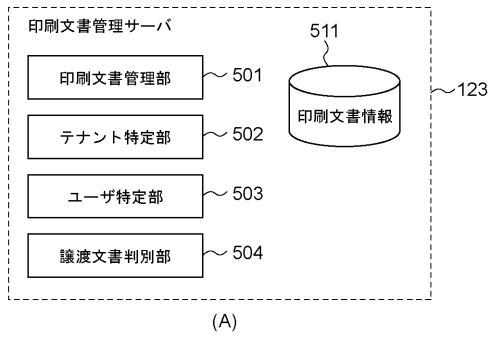 印刷文書管理サーバ
511
印刷文書管理部
501
印刷文書情報
123
テナント特定部
502
ユーザ特定部
503
譲渡文書判別部
504
(A)